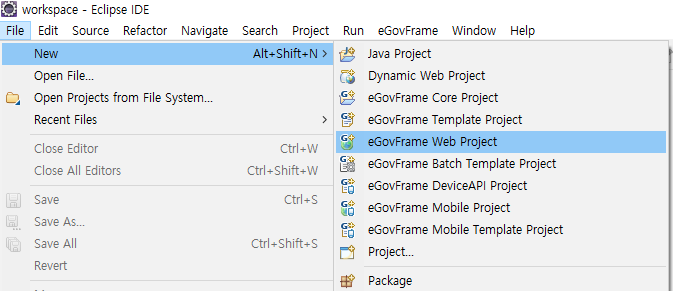 workspace - Eclipse IDE
File Edit Source Refactor Navigate Search Project Run eGovFrame Window Help
New Alt+Shift+N >
Open File...
Open Projects from File System...
Recent Files >
Close Editor Ctrl+W
Close All Editors Ctrl+Shift+W
Save Ctrl+S
Save As...
Save All Ctrl+Shift+S
Revert
Java Project
Dynamic Web Project
eGovFrame Core Project
eGovFrame Template Project
eGovFrame Web Project
eGovFrame Batch Template Project
eGovFrame DeviceAPI Project
eGovFrame Mobile Project
eGovFrame Mobile Template Project
Project...
Package